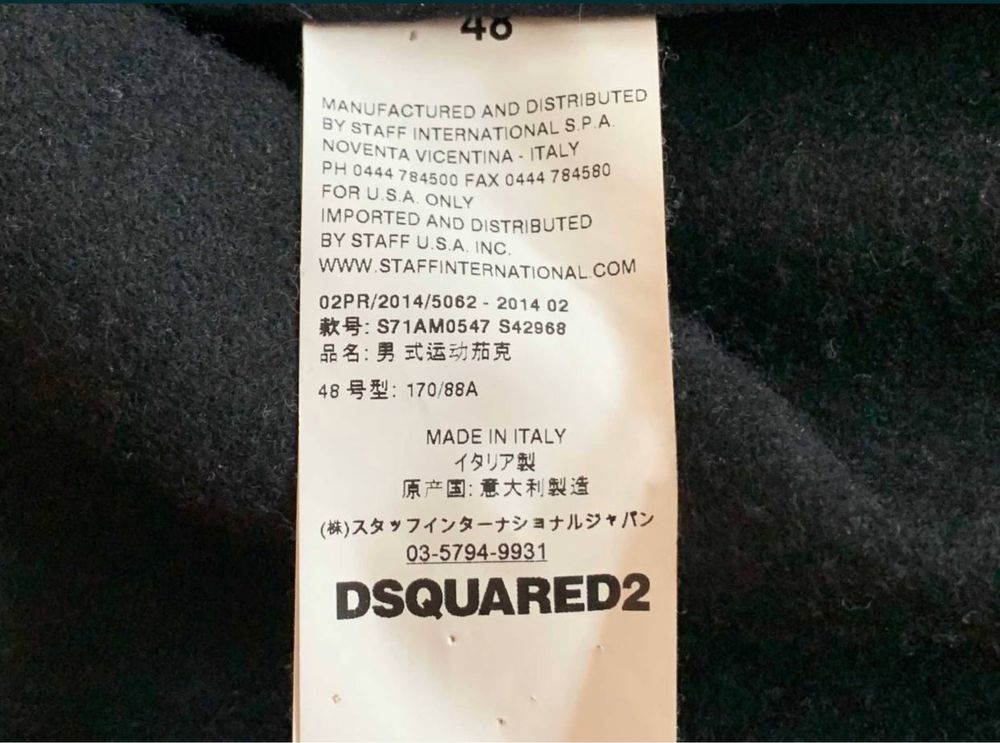 48
MANUFACTURED AND DISTRIBUTED
BY STAFF INTERNATIONAL S.P.A.
NOVENTA VICENTINA - ITALY
PH 0444 784500 FAX 0444 784580
FOR U.S.A. ONLY
IMPORTED AND DISTRIBUTED
BY STAFF U.S.A. INC.
WWW.STAFFINTERNATIONAL.COM
02PR/2014/5062 - 2014 02
款号: S71AM0547 S42968
品名: 男 式运动茄克
48 号型: 170/88A
MADE IN ITALY
イタリア製
原产国: 意大利製造
(株)スタッフインターナショナルジャパン
03-5794-9931
DSQUARED2